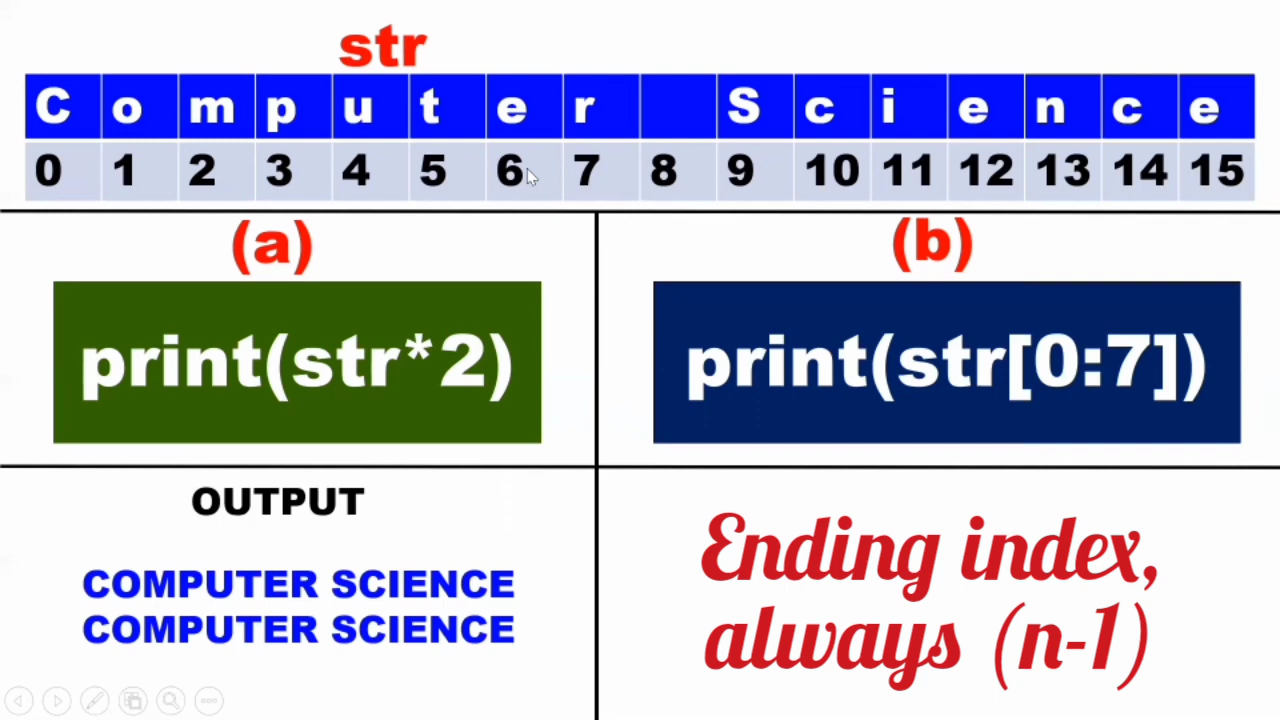 str
C o m p u t e r S c i e n c e
0 1 2 3 4 5 6 7 8 9 10 11 12 13 14 15
(a)
print(str*2)
OUTPUT
COMPUTER SCIENCE
COMPUTER SCIENCE
(b)
print(str[0:7])
Ending index,
always (n-1)